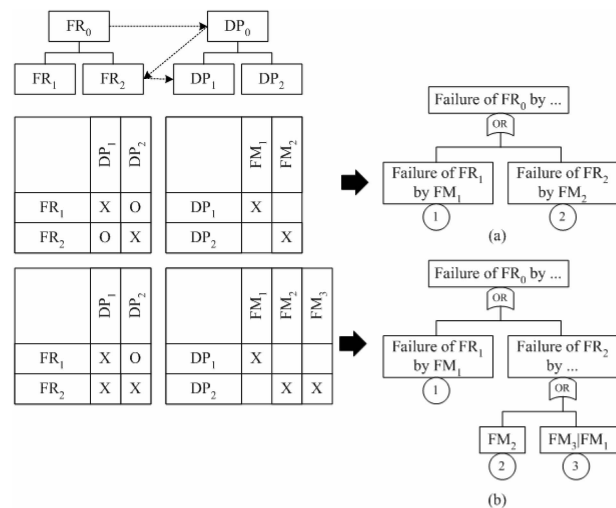 FR₀ DP₀
FR₁ FR₂ DP₁ DP₂
DP₁ DP₂
FR₁ X O
FR₂ O X
FM₁ FM₂
DP₁ X
DP₂ X
Failure of FR₀ by ...
OR
Failure of FR₁
by FM₁
1
Failure of FR₂
by FM₂
2
(a)
DP₁ DP₂
FR₁ X O
FR₂ X X
FM₁ FM₂ FM₃
DP₁ X
DP₂ X X
Failure of FR₀ by ...
OR
Failure of FR₁
by FM₁
1
Failure of FR₂
by ...
OR
FM₂
2
FM₃|FM₁
3
(b)